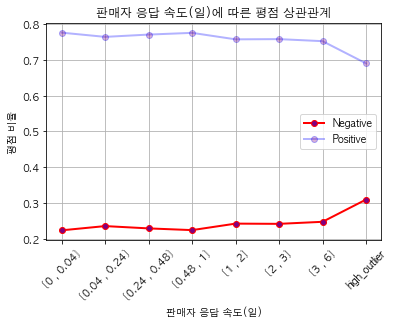 판매자 응답 속도(일)에 따른 평점 상관관계
평점 비율
0.8
0.7
0.6
0.5
0.4
0.3
0.2
Negative
Positive
(0 , 0.04)
(0.04 , 0.24)
(0.24 , 0.48)
(0.48 , 1)
(1 , 2)
(2 , 3)
(3 , 6)
hgh_outlier
판매자 응답 속도(일)